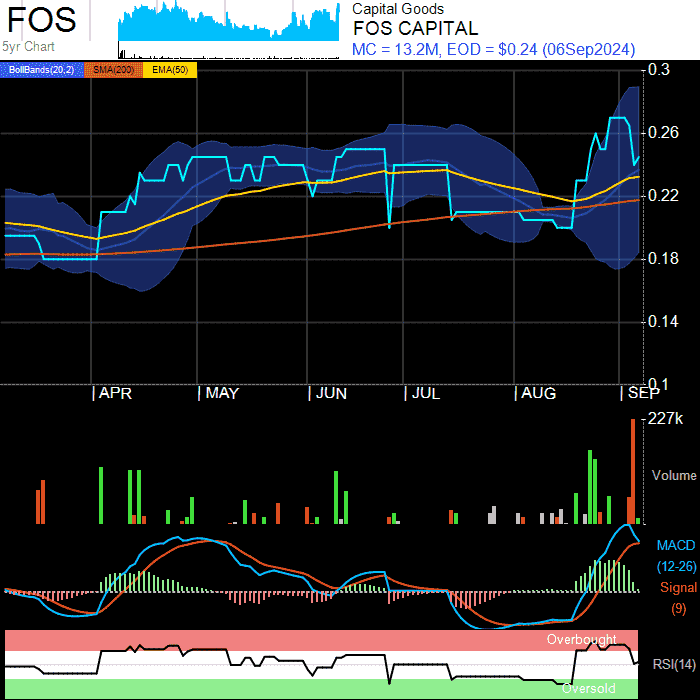 FOS
5yr Chart
Capital Goods
FOS CAPITAL
MC = 13.2M, EOD = $0.24 (06Sep2024)
BollBands(20,2) SMA(200) EMA(50)
0.3
0.26
0.22
0.18
0.14
0.1
APR MAY JUN JUL AUG SEP
227k
Volume
MACD
(12-26)
Signal
(9)
Overbought
RSI(14)
Oversold